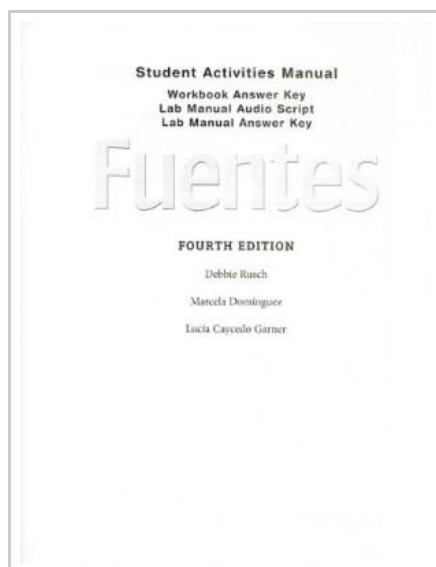 Student Activities Manual
Workbook Answer Key
Lab Manual Audio Script
Lab Manual Answer Key
Fuentes
FOURTH EDITION
Debbie Rusch
Marcela Domínguez
Lucía Caycedo Garner